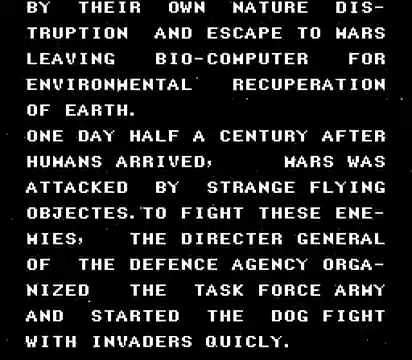 BY THEIR OWN NATURE DIS-
TRUPTION AND ESCAPE TO MARS
LEAVING BIO-COMPUTER FOR
ENVIRONMENTAL RECUPERATION
OF EARTH.
ONE DAY HALF A CENTURY AFTER
HUMANS ARRIVED, MARS WAS
ATTACKED BY STRANGE FLYING
OBJECTES. TO FIGHT THESE ENE-
MIES, THE DIRECTER GENERAL
OF THE DEFENCE AGENCY ORGA-
NIZED THE TASK FORCE ARMY
AND STARTED THE DOG FIGHT
WITH INVADERS QUICLY.